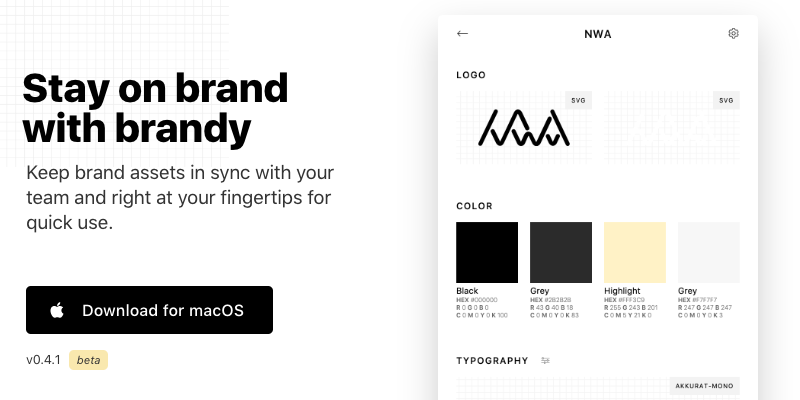 Stay on brand
with brandy
Keep brand assets in sync with your
team and right at your fingertips for
quick use.
Download for macOS
v0.4.1 beta
NWA
LOGO
SVG SVG
COLOR
Black Grey Highlight Grey
HEX #000000 HEX #2B2B2B HEX #FFF3C9 HEX #F7F7F7
R 0 G 0 B 0 R 43 G 40 B 18 R 255 G 243 B 201 R 247 G 247 B 247
C 0 M 0 Y 0 K 100 C 0 M 0 Y 0 K 83 C 0 M 5 Y 21 K 0 C 0 M 0 Y 0 K 3
TYPOGRAPHY
AKKURAT-MONO